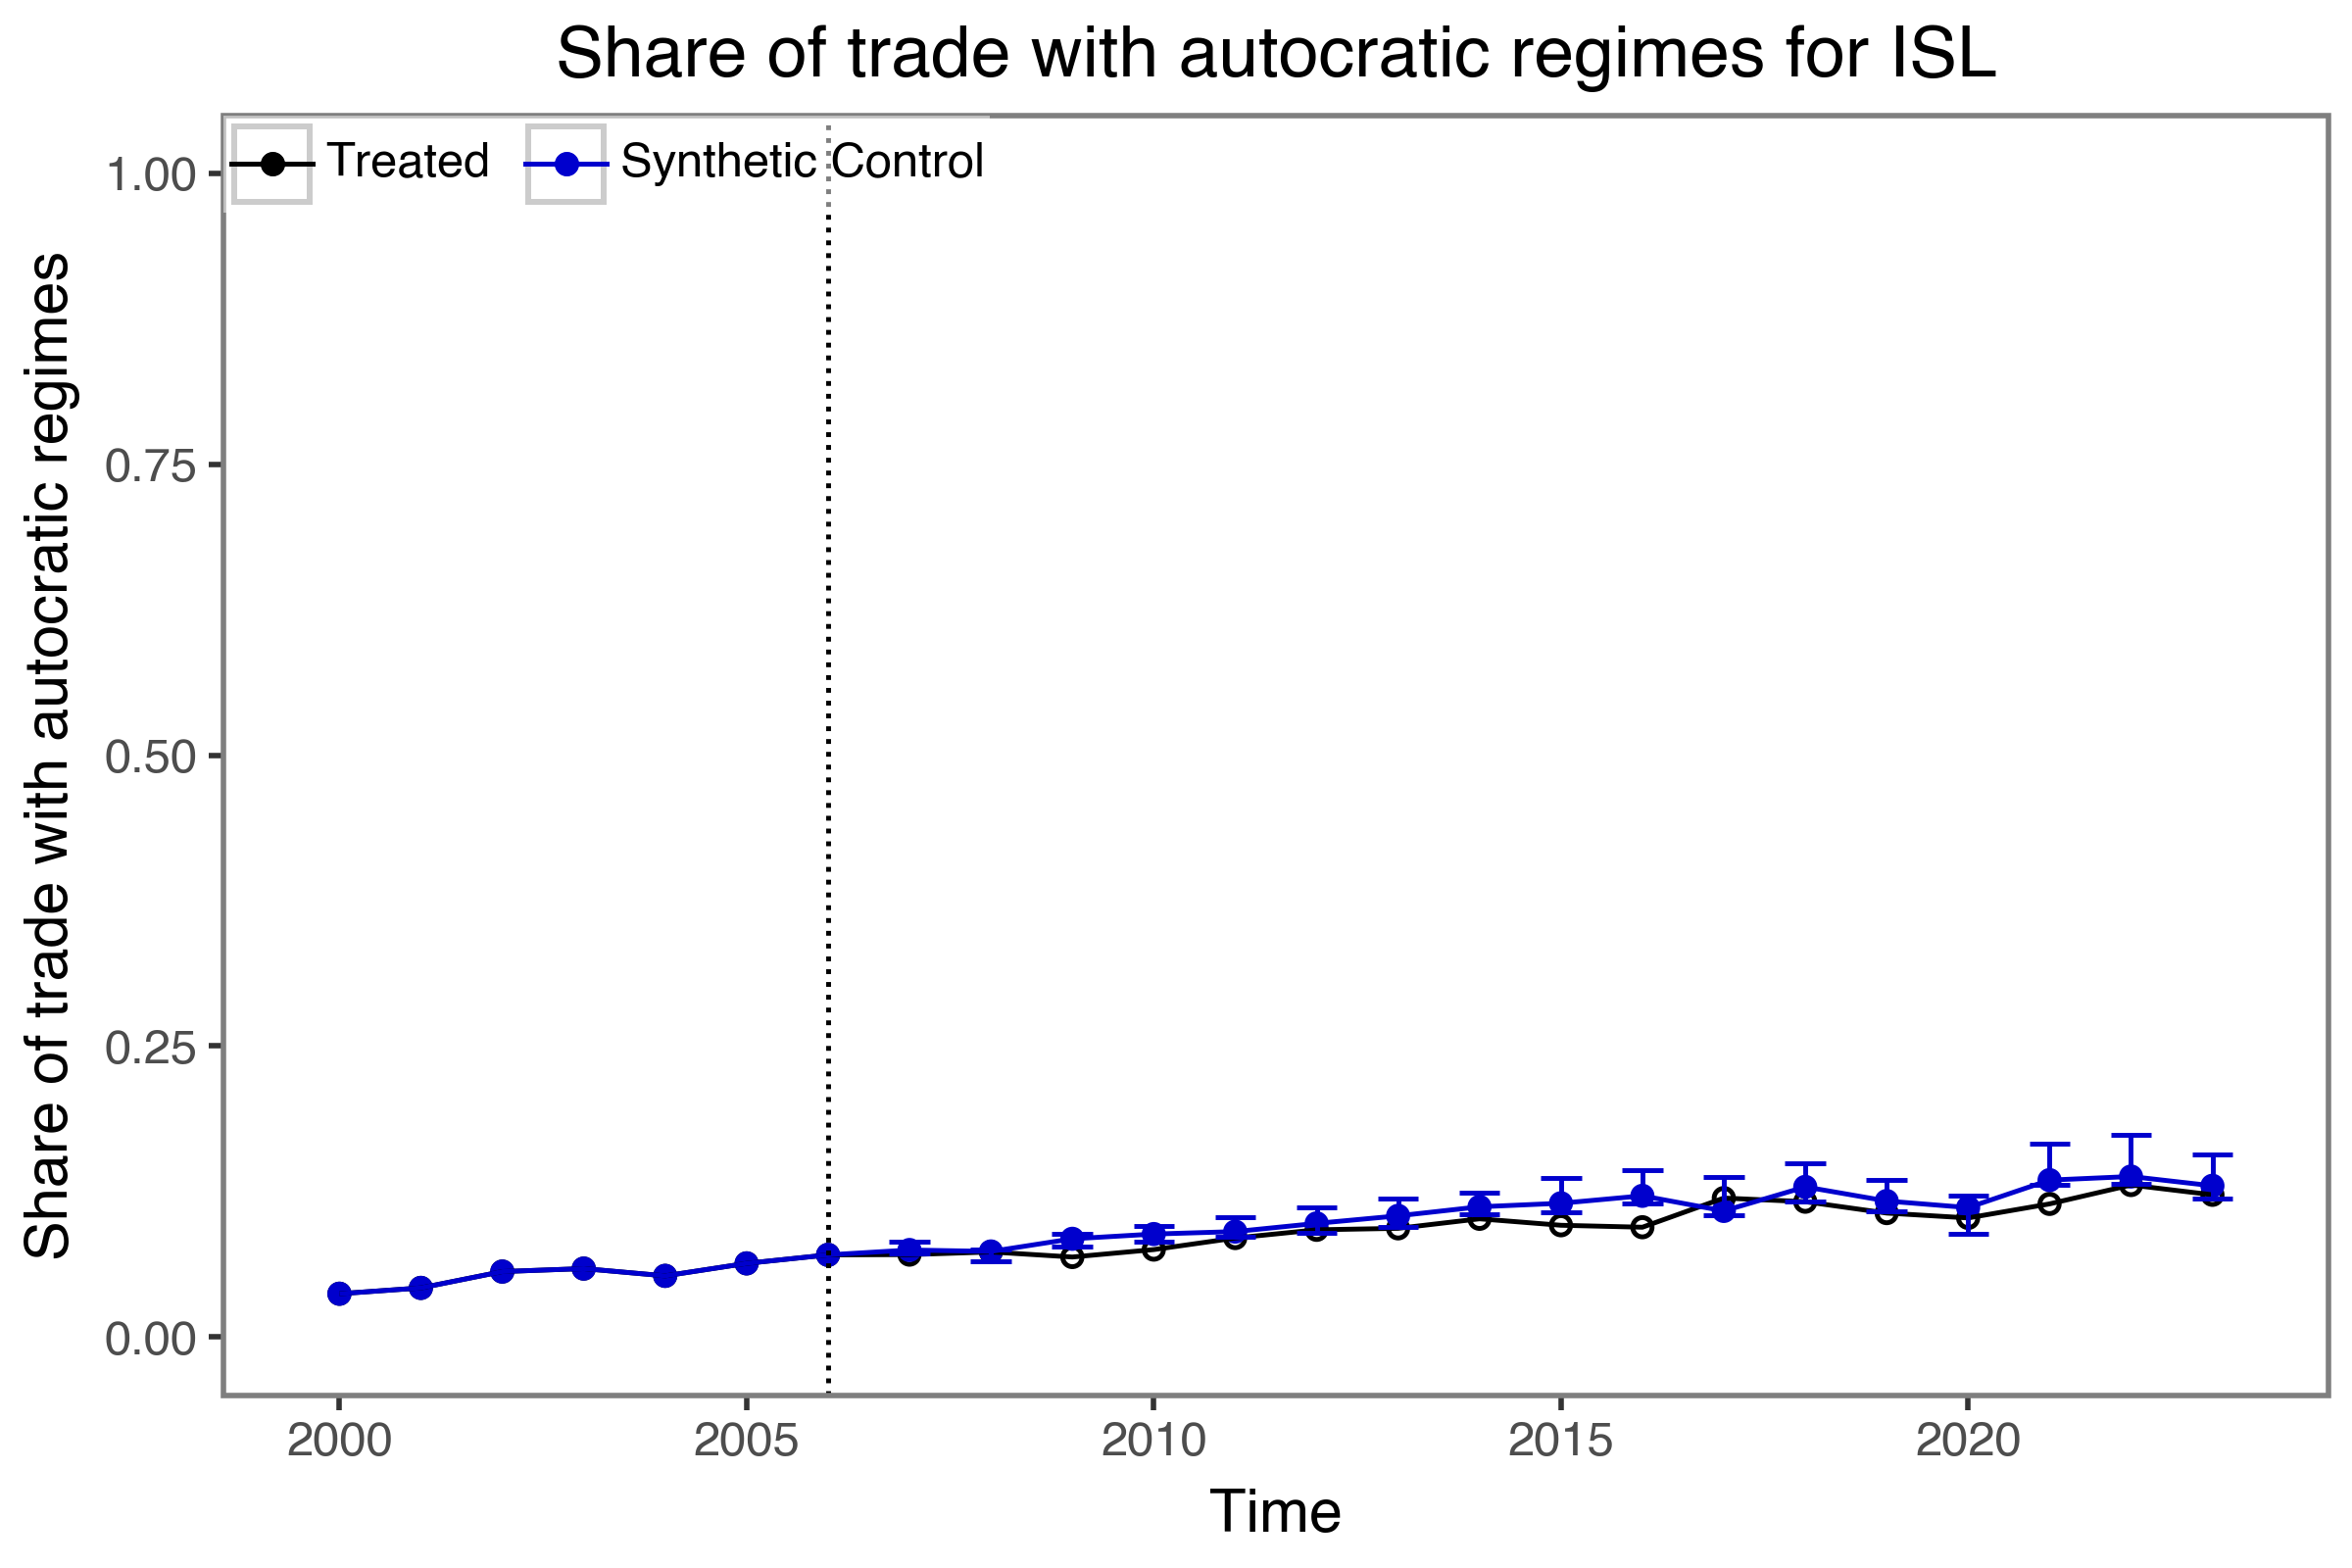 Share of trade with autocratic regimes for ISL
Treated
Synthetic Control
Share of trade with autocratic regimes
1.00
0.75
0.50
0.25
0.00
2000
2005
2010
2015
2020
Time